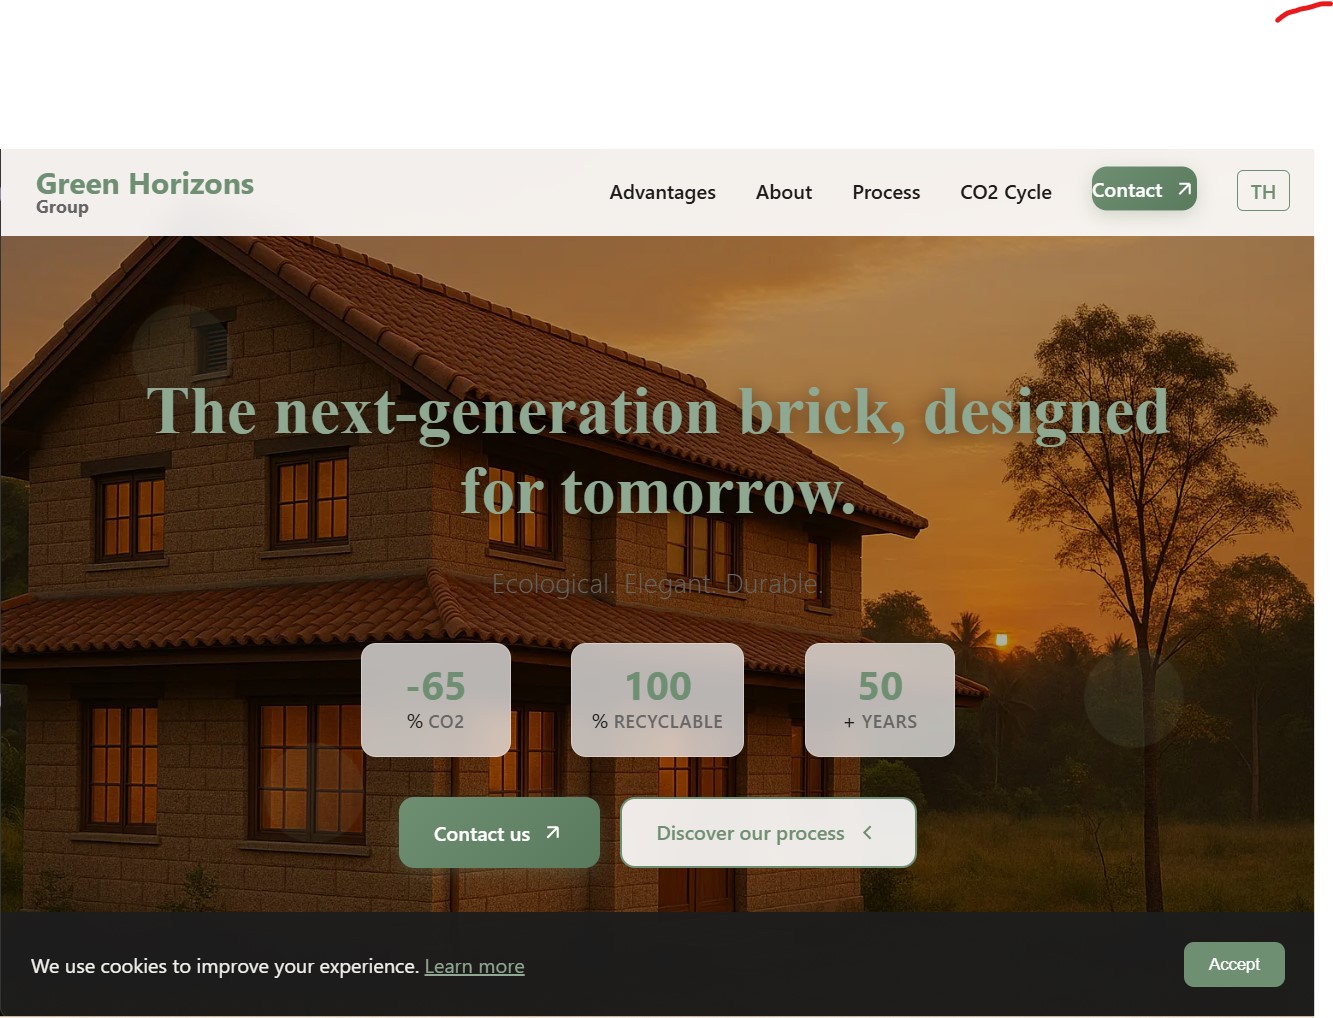 Green Horizons
Group
Advantages
About
Process
CO2 Cycle
Contact
TH
The next-generation brick, designed
for tomorrow.
Ecological. Elegant. Durable.
-65
% CO2
100
% RECYCLABLE
50
+ YEARS
Contact us
Discover our process
We use cookies to improve your experience. Learn more
Accept